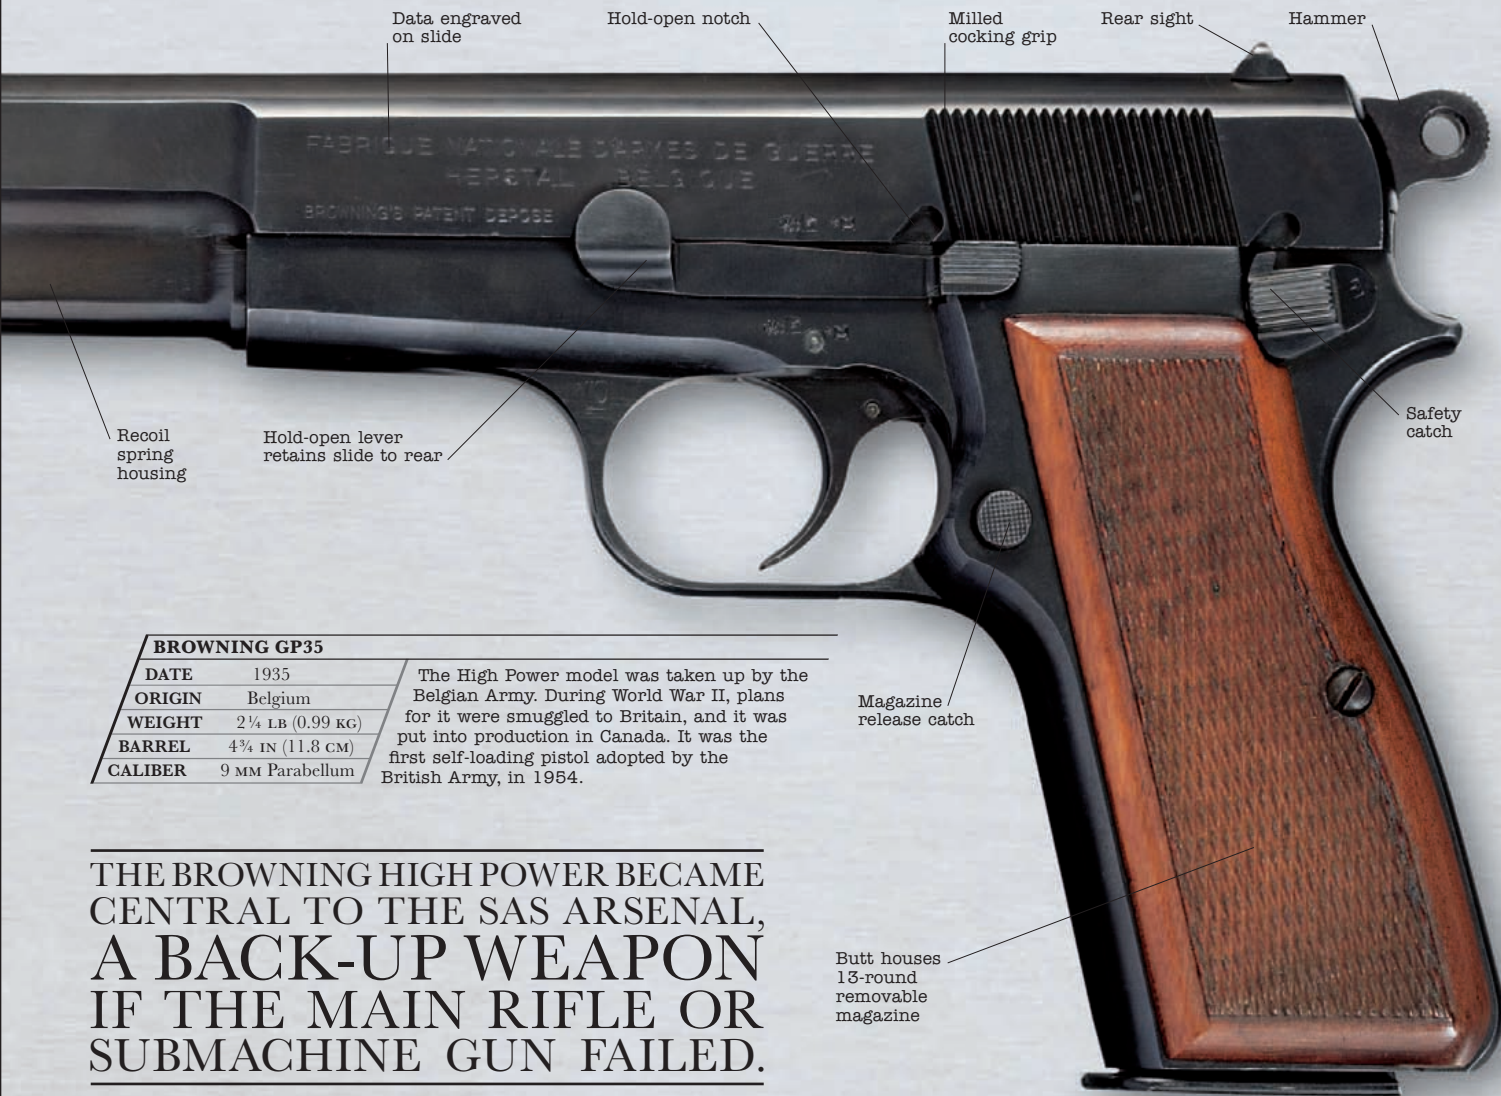 Data engraved
on slide
Hold-open notch
Milled
cocking grip
Rear sight
Hammer
FABRIQUE NATIONALE D'ARMES DE GUERRE
HERSTAL BELGIQUE
BROWNING'S PATENT DEPOSE
Recoil
spring
housing
Hold-open lever
retains slide to rear
Safety
catch
BROWNING GP35
DATE 1935
ORIGIN Belgium
WEIGHT 2¼ LB (0.99 KG)
BARREL 4¾ IN (11.8 CM)
CALIBER 9 MM Parabellum
The High Power model was taken up by the
Belgian Army. During World War II, plans
for it were smuggled to Britain, and it was
put into production in Canada. It was the
first self-loading pistol adopted by the
British Army, in 1954.
Magazine
release catch
THE BROWNING HIGH POWER BECAME
CENTRAL TO THE SAS ARSENAL,
A BACK-UP WEAPON
IF THE MAIN RIFLE OR
SUBMACHINE GUN FAILED.
Butt houses
13-round
removable
magazine